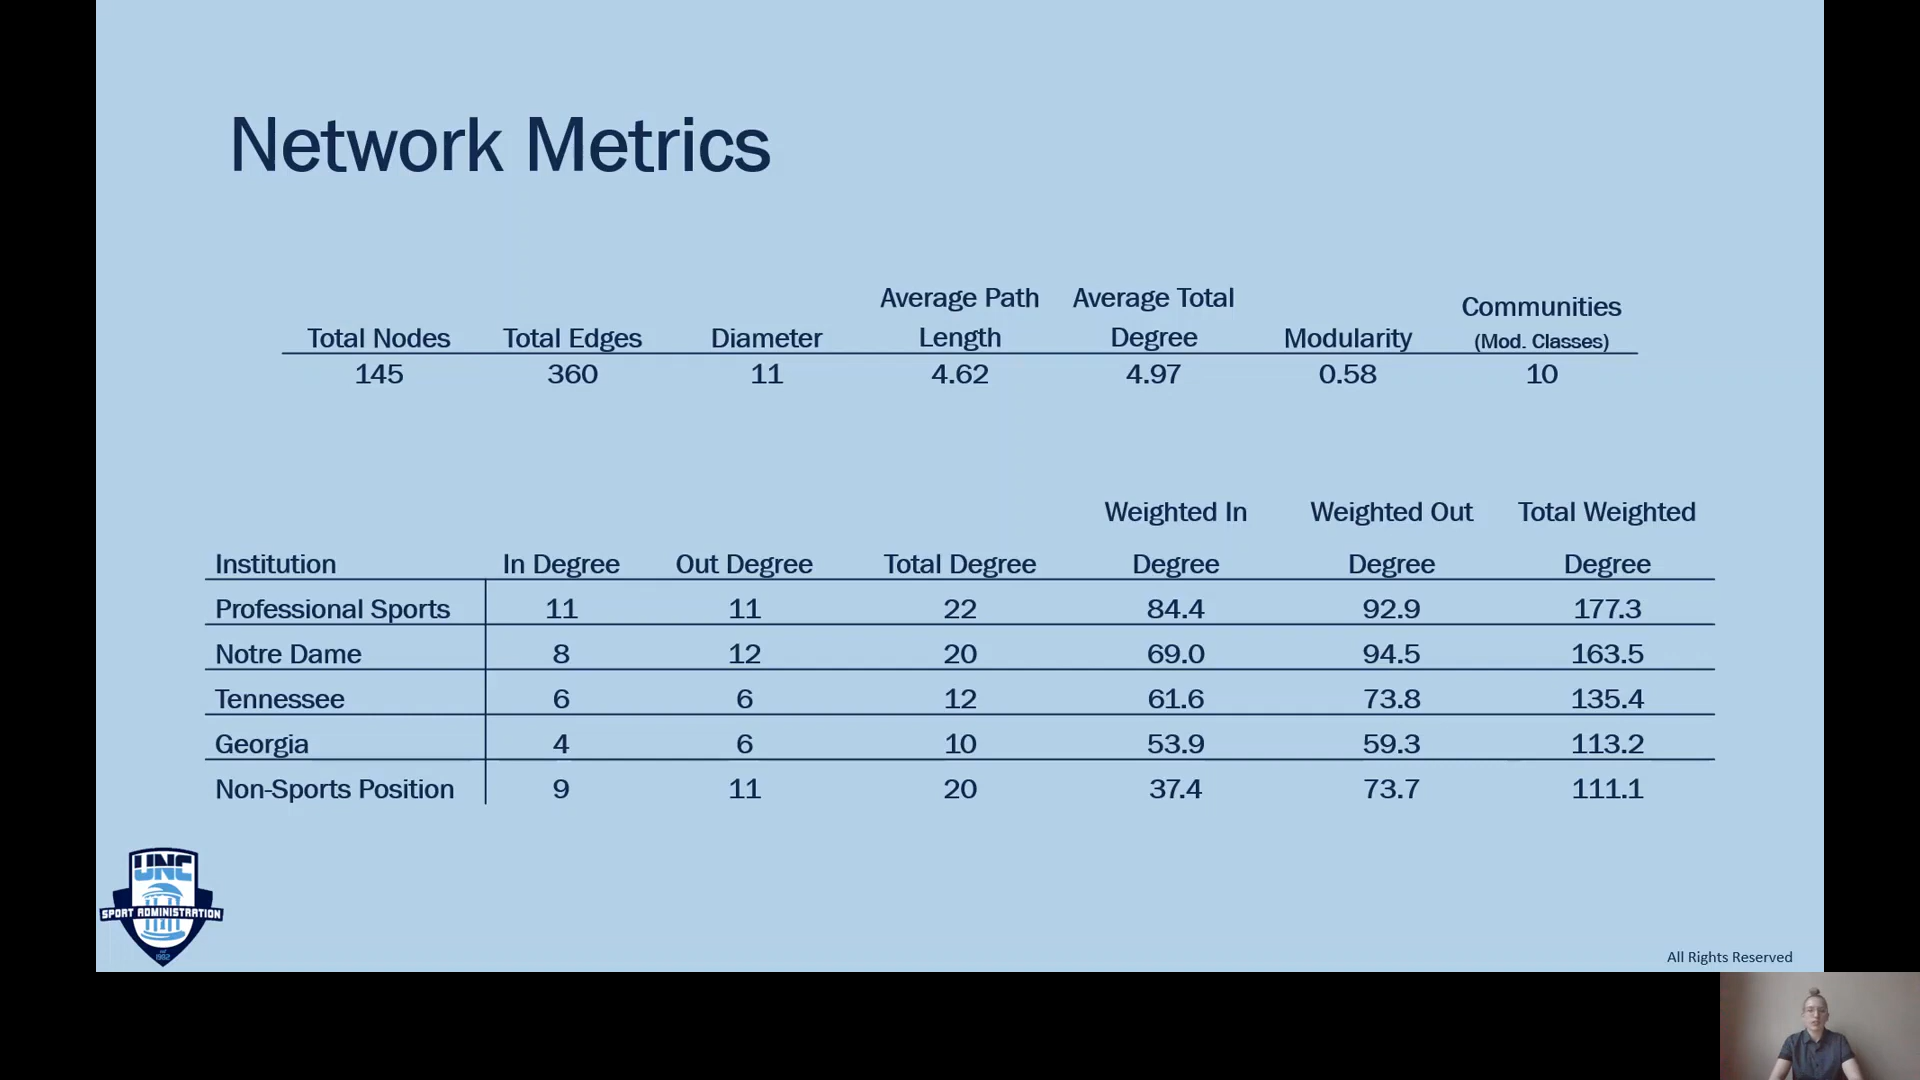 Network Metrics
Average Path Average Total
Total Nodes Total Edges Diameter Length Degree Modularity Communities
(Mod. Classes)
145 360 11 4.62 4.97 0.58 10
Weighted In Weighted Out Total Weighted
Institution In Degree Out Degree Total Degree Degree Degree Degree
Professional Sports 11 11 22 84.4 92.9 177.3
Notre Dame 8 12 20 69.0 94.5 163.5
Tennessee 6 6 12 61.6 73.8 135.4
Georgia 4 6 10 53.9 59.3 113.2
Non-Sports Position 9 11 20 37.4 73.7 111.1
UNC
SPORT ADMINISTRATION
All Rights Reserved